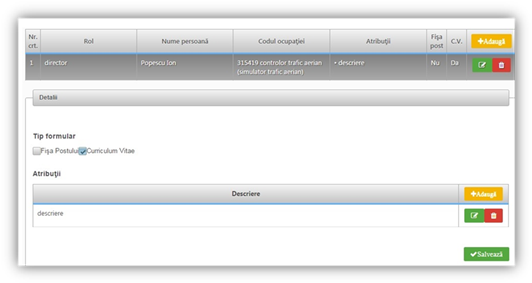 Nr. crt. Rol Nume persoană Codul ocupației Atribuții Fișa post C.V. Adaugă
1 director Popescu Ion 315419 controlor trafic aerian • descriere Nu Da
(simulator trafic aerian)
Detalii
Tip formular
Fișa Postului Curriculum Vitae
Atribuții
Descriere Adaugă
descriere
Salvează